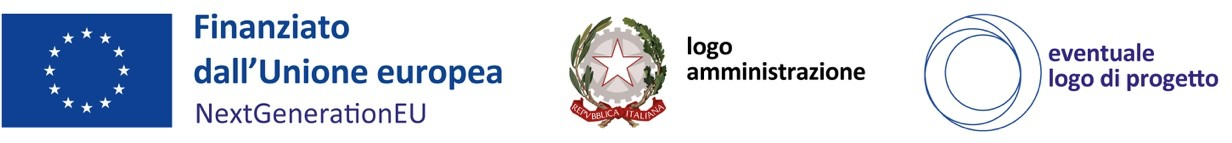 Finanziato
dall'Unione europea
NextGenerationEU
REPVBBLICA ITALIANA
logo
amministrazione
eventuale
logo di progetto